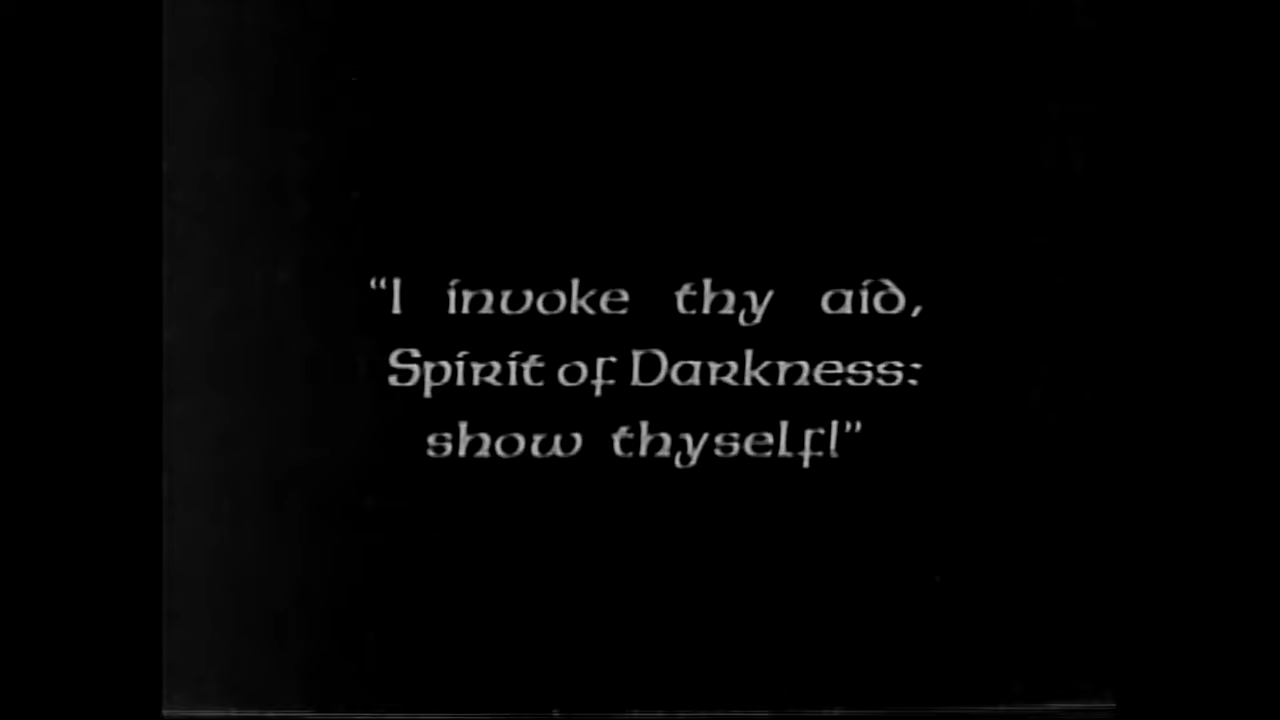 “I invoke thy aid,
Spirit of Darkness:
show thyself!”